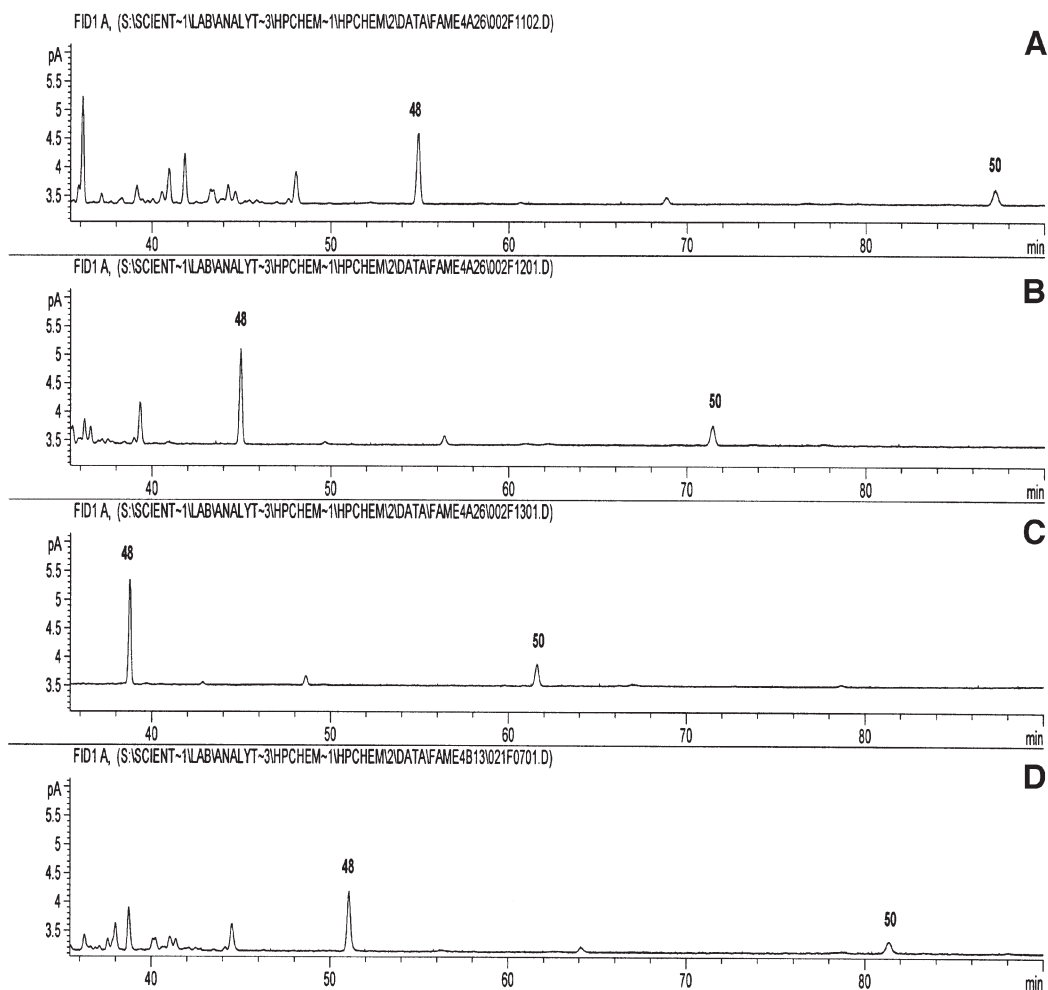 FID1 A, (S:\SCIENT~1\LAB\ANALYT~3\HPCHEM~1\HPCHEM\2\DATA\FAME4A26\002F1102.D)
A
pA
5.5
5
4.5
4
3.5
48
50
40 50 60 70 80 min
FID1 A, (S:\SCIENT~1\LAB\ANALYT~3\HPCHEM~1\HPCHEM\2\DATA\FAME4A26\002F1201.D)
B
pA
5.5
5
4.5
4
3.5
48
50
40 50 60 70 80 min
FID1 A, (S:\SCIENT~1\LAB\ANALYT~3\HPCHEM~1\HPCHEM\2\DATA\FAME4A26\002F1301.D)
C
pA
5.5
5
4.5
4
3.5
48
50
40 50 60 70 80 min
FID1 A, (S:\SCIENT~1\LAB\ANALYT~3\HPCHEM~1\HPCHEM\2\DATA\FAME4B13\021F0701.D)
D
pA
5.5
5
4.5
4
3.5
48
50
40 50 60 70 80 min